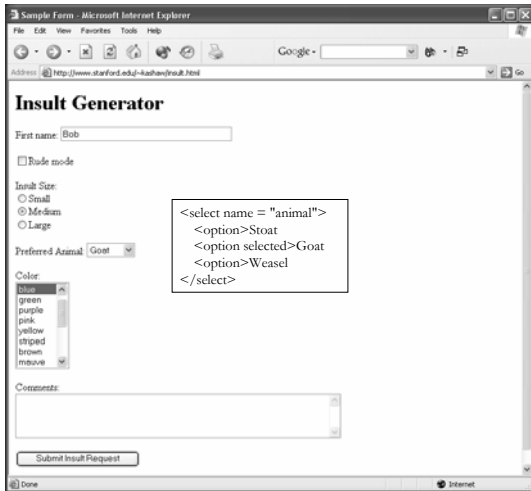 Sample Form - Microsoft Internet Explorer
File Edit View Favorites Tools Help
Google -
Address http://www.stanford.edu/~kashaw/insult.html Go
Insult Generator
First name: Bob
Rude mode
Insult Size:
Small
Medium
Large
Preferred Animal: Goat
<select name = "animal">
<option>Stoat
<option selected>Goat
<option>Weasel
</select>
Color:
blue
green
purple
pink
yellow
striped
brown
mauve
Comments:
Submit Insult Request
Done Internet